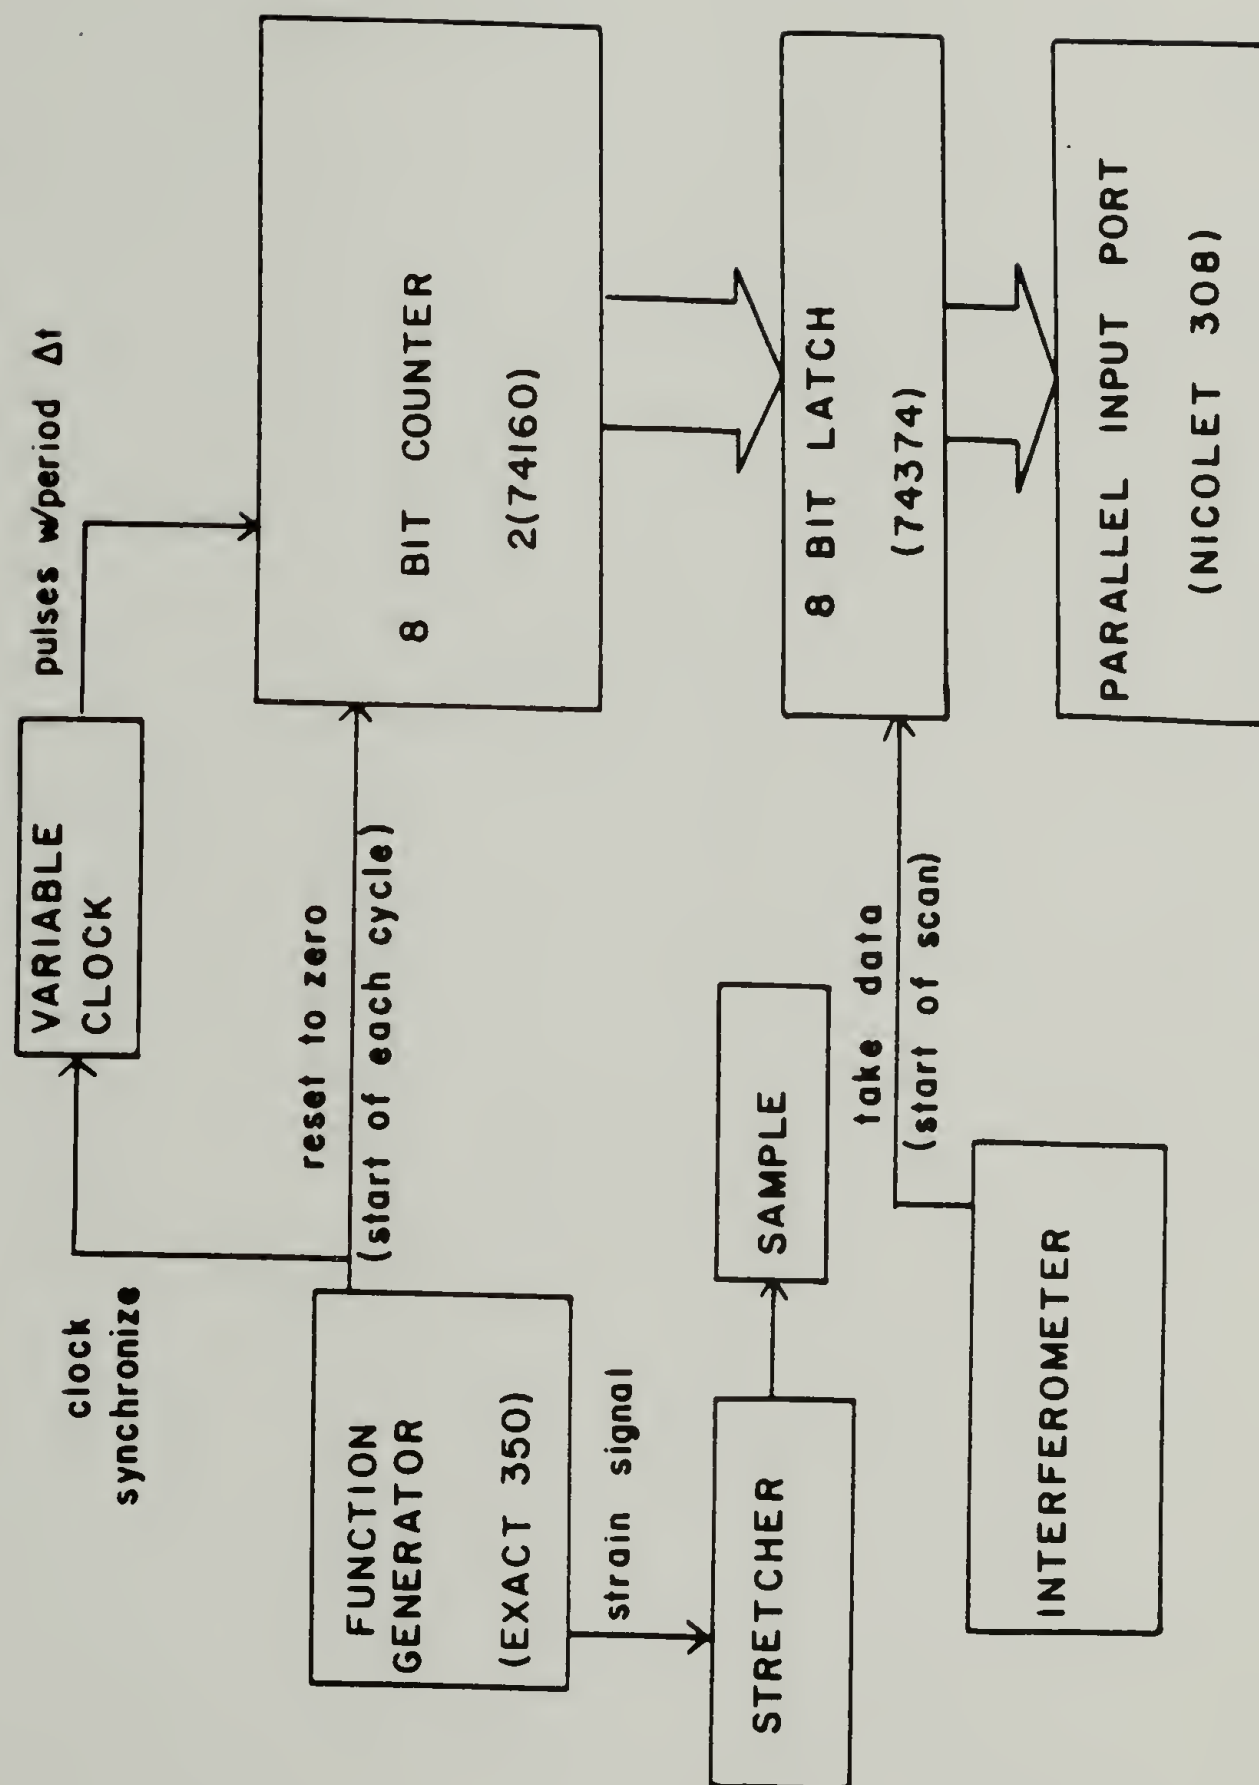 clock
synchronize
VARIABLE
CLOCK
pulses w/period Δt
reset to zero
(start of each cycle)
FUNCTION
GENERATOR
(EXACT 350)
8 BIT COUNTER
2(74160)
strain signal
STRETCHER
SAMPLE
take data
(start of scan)
8 BIT LATCH
(74374)
INTERFEROMETER
PARALLEL INPUT PORT
(NICOLET 308)